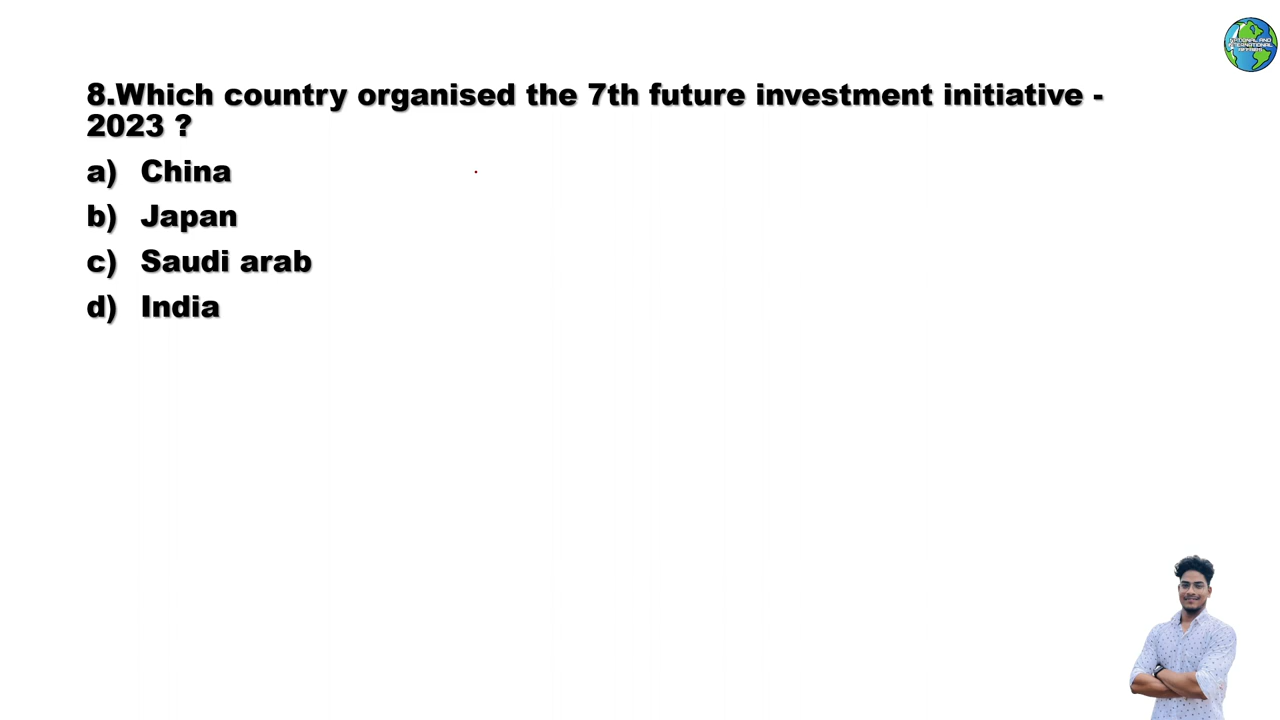 8.Which country organised the 7th future investment initiative -
2023 ?
a) China
b) Japan
c) Saudi arab
d) India